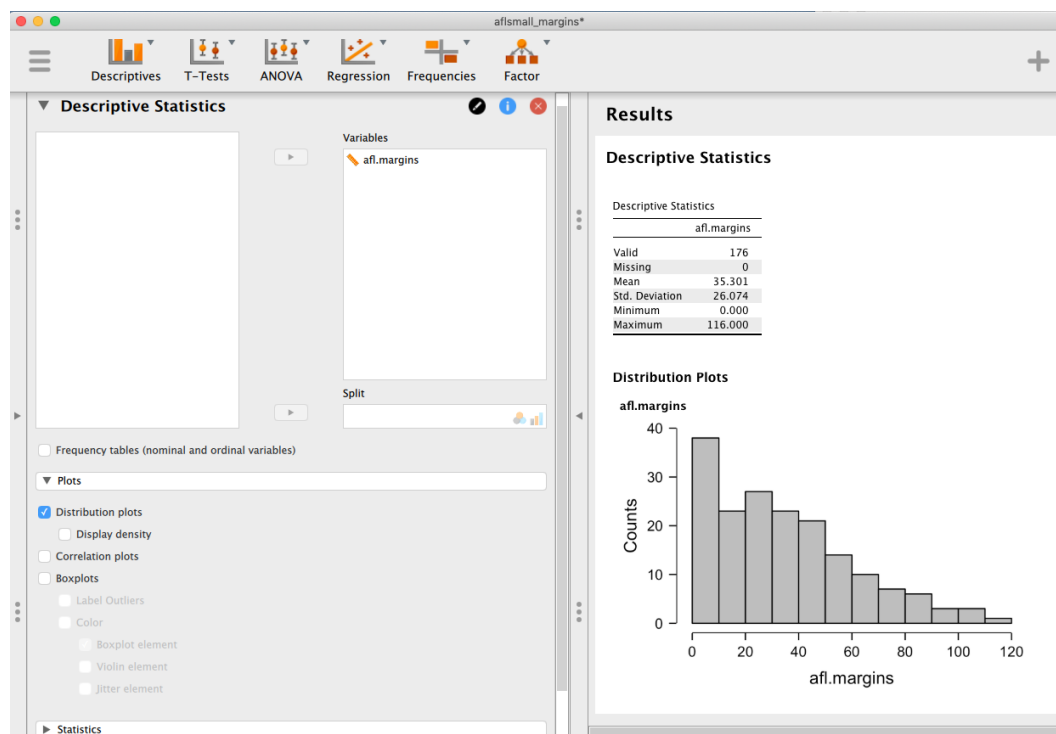 aflsmall_margins*
Descriptives T-Tests ANOVA Regression Frequencies Factor
Descriptive Statistics
Variables
afl.margins
Split
Frequency tables (nominal and ordinal variables)
Plots
Distribution plots
Display density
Correlation plots
Boxplots
Label Outliers
Color
Boxplot element
Violin element
Jitter element
Statistics
Results
Descriptive Statistics
Descriptive Statistics
afl.margins
Valid 176
Missing 0
Mean 35.301
Std. Deviation 26.074
Minimum 0.000
Maximum 116.000
Distribution Plots
afl.margins
40
30
20
10
0
Counts
0 20 40 60 80 100 120
afl.margins